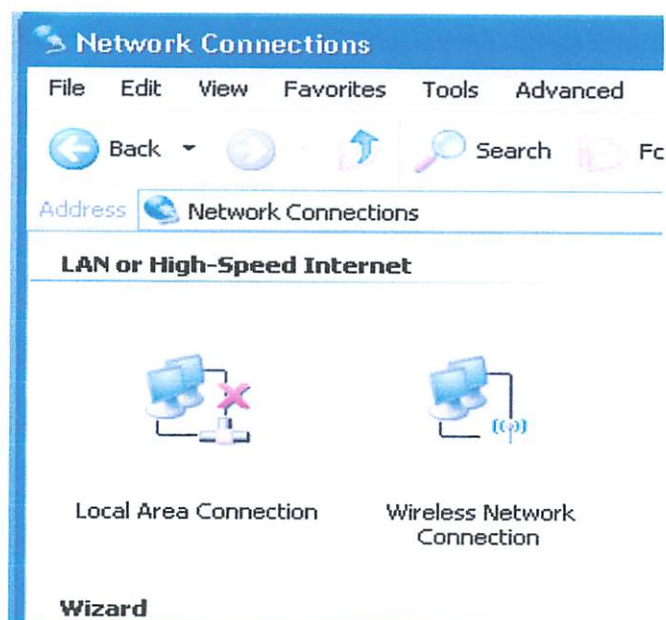 Network Connections
File Edit View Favorites Tools Advanced
Back Search
Address Network Connections
LAN or High-Speed Internet
Local Area Connection
Wireless Network
Connection
Wizard